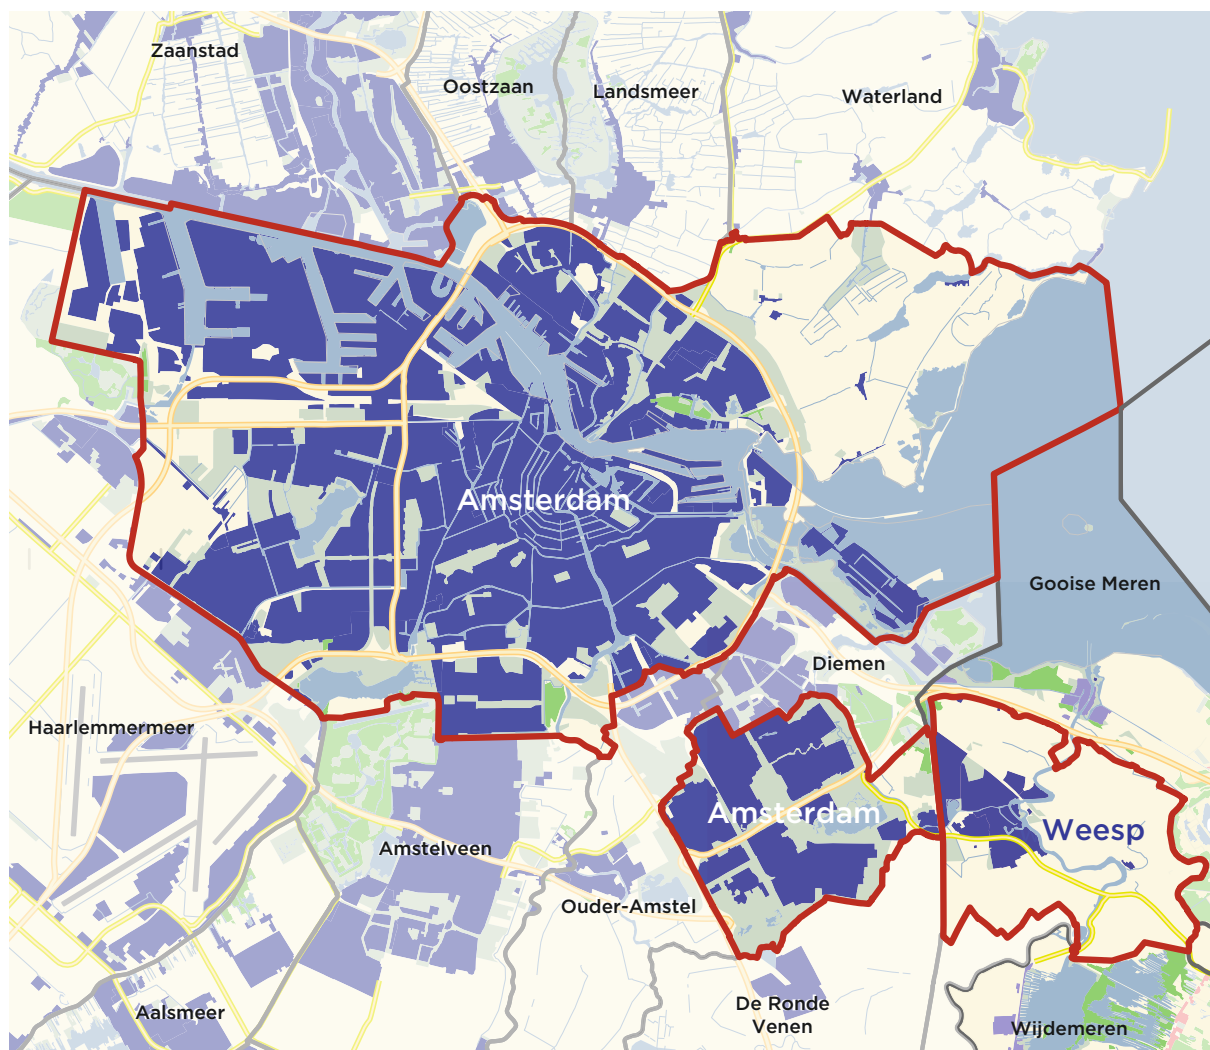 Zaanstad
Oostzaan
Landsmeer
Waterland
Amsterdam
Gooise Meren
Diemen
Haarlemmermeer
Amsterdam
Weesp
Amstelveen
Ouder-Amstel
De Ronde
Venen
Aalsmeer
Wijdemeren